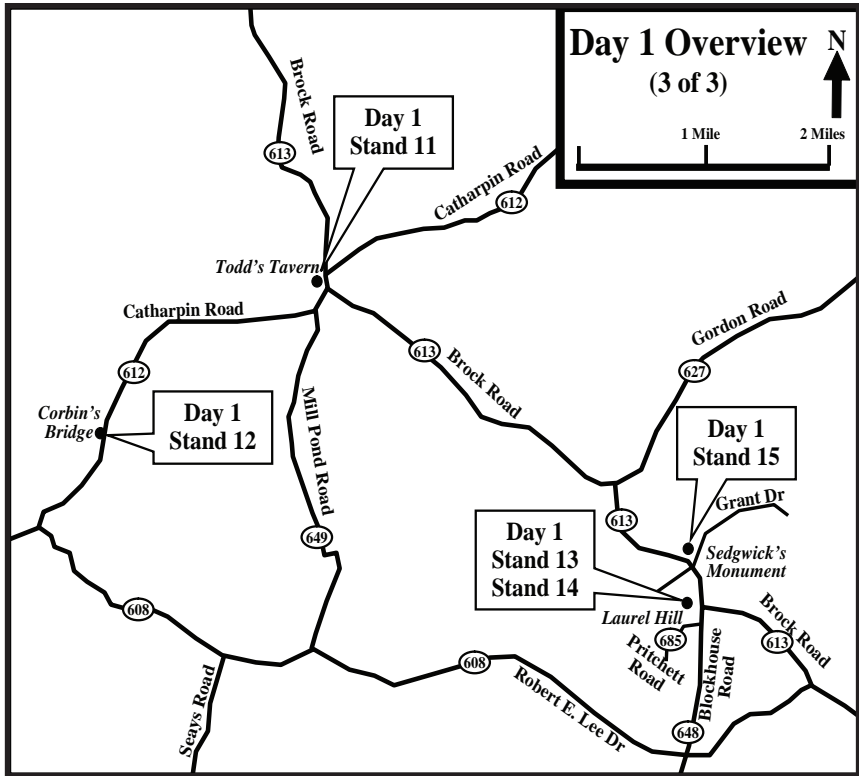 Day 1 Overview
(3 of 3)
N
1 Mile
2 Miles
Brock Road
613
Day 1
Stand 11
Catharpin Road
612
Todd's Tavern
Catharpin Road
612
613
Brock Road
Gordon Road
627
Corbin's
Bridge
Day 1
Stand 12
Mill Pond Road
649
Day 1
Stand 15
Grant Dr
613
Day 1
Stand 13
Stand 14
Sedgwick's
Monument
Laurel Hill
685
Pritchett
Road
Blockhouse
Road
Brock Road
613
608
608
Robert E. Lee Dr
Seays Road
648